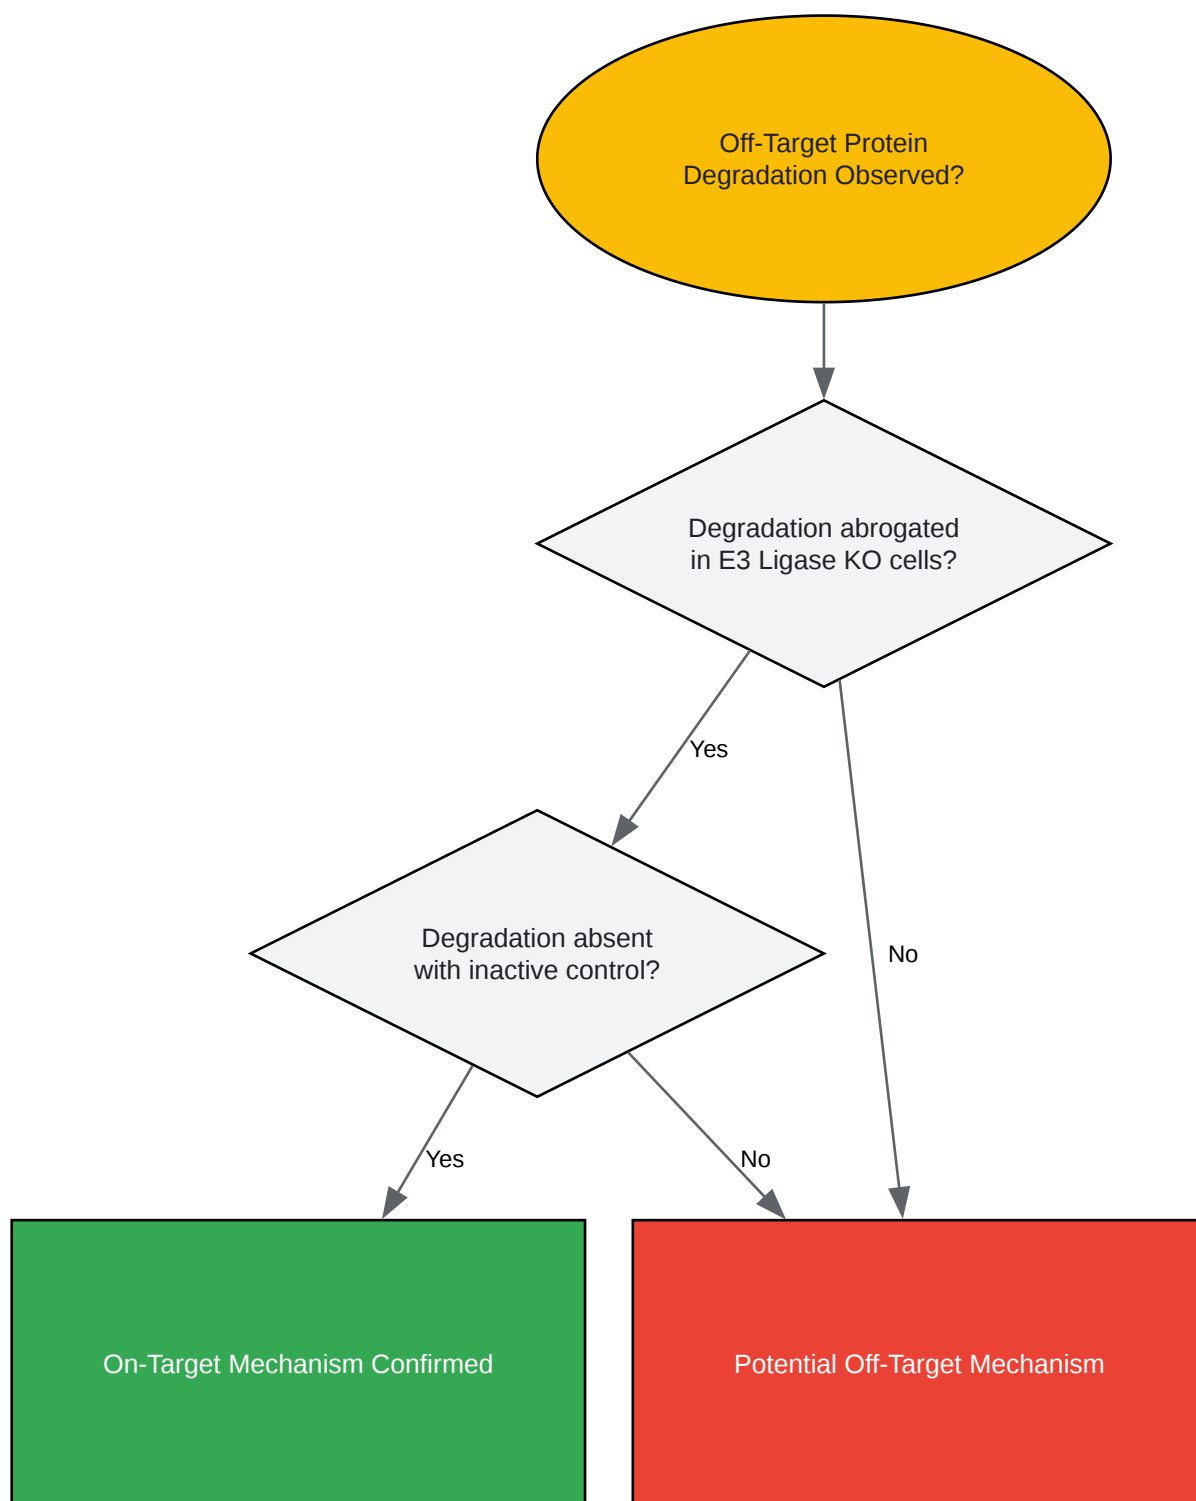 Off-Target Protein
Degradation Observed?
Degradation abrogated
in E3 Ligase KO cells?
Yes
Degradation absent
with inactive control?
No
Yes
No
On-Target Mechanism Confirmed
Potential Off-Target Mechanism